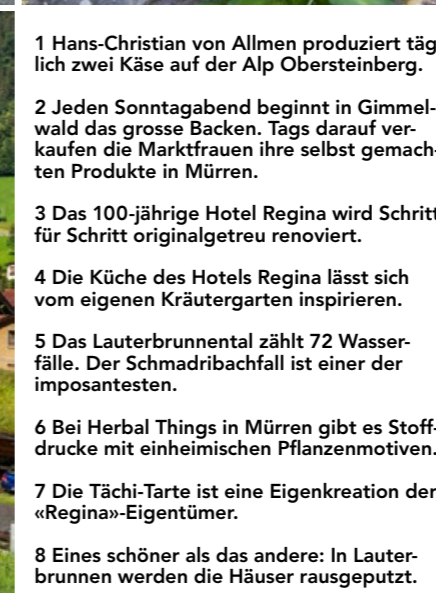 1 Hans-Christian von Allmen produziert täg
lich zwei Käse auf der Alp Obersteinberg.
2 Jeden Sonntagabend beginnt in Gimmel-
wald das grosse Backen. Tags darauf ver-
kaufen die Marktfrauen ihre selbst gemach-
ten Produkte in Mürren.
3 Das 100-jährige Hotel Regina wird Schritt
für Schritt originalgetreu renoviert.
4 Die Küche des Hotels Regina lässt sich
vom eigenen Kräutergarten inspirieren.
5 Das Lauterbrunnental zählt 72 Wasser-
fälle. Der Schmadribachfall ist einer der
imposantesten.
6 Bei Herbal Things in Mürren gibt es Stoff-
drucke mit einheimischen Pflanzenmotiven.
7 Die Tächi-Tarte ist eine Eigenkreation der
«Regina»-Eigentümer.
8 Eines schöner als das andere: In Lauter-
brunnen werden die Häuser rausgeputzt.